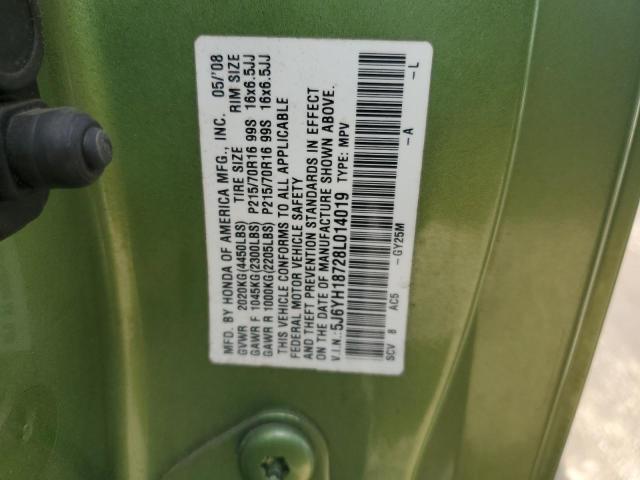 MFD. BY HONDA OF AMERICA MFG., INC. 05/'08
GVWR 2020KG(4450LBS) TIRE SIZE RIM SIZE
GAWR F 1045KG(2300LBS) P215/70R16 99S 16x6.5JJ
GAWR R 1000KG(2205LBS) P215/70R16 99S 16x6.5JJ
THIS VEHICLE CONFORMS TO ALL APPLICABLE
FEDERAL MOTOR VEHICLE SAFETY
AND THEFT PREVENTION STANDARDS IN EFFECT
ON THE DATE OF MANUFACTURE SHOWN ABOVE.
V.I.N.: 5J6YH18728L014019 TYPE: MPV
-GY25M -A -L
SCV 8 AC5